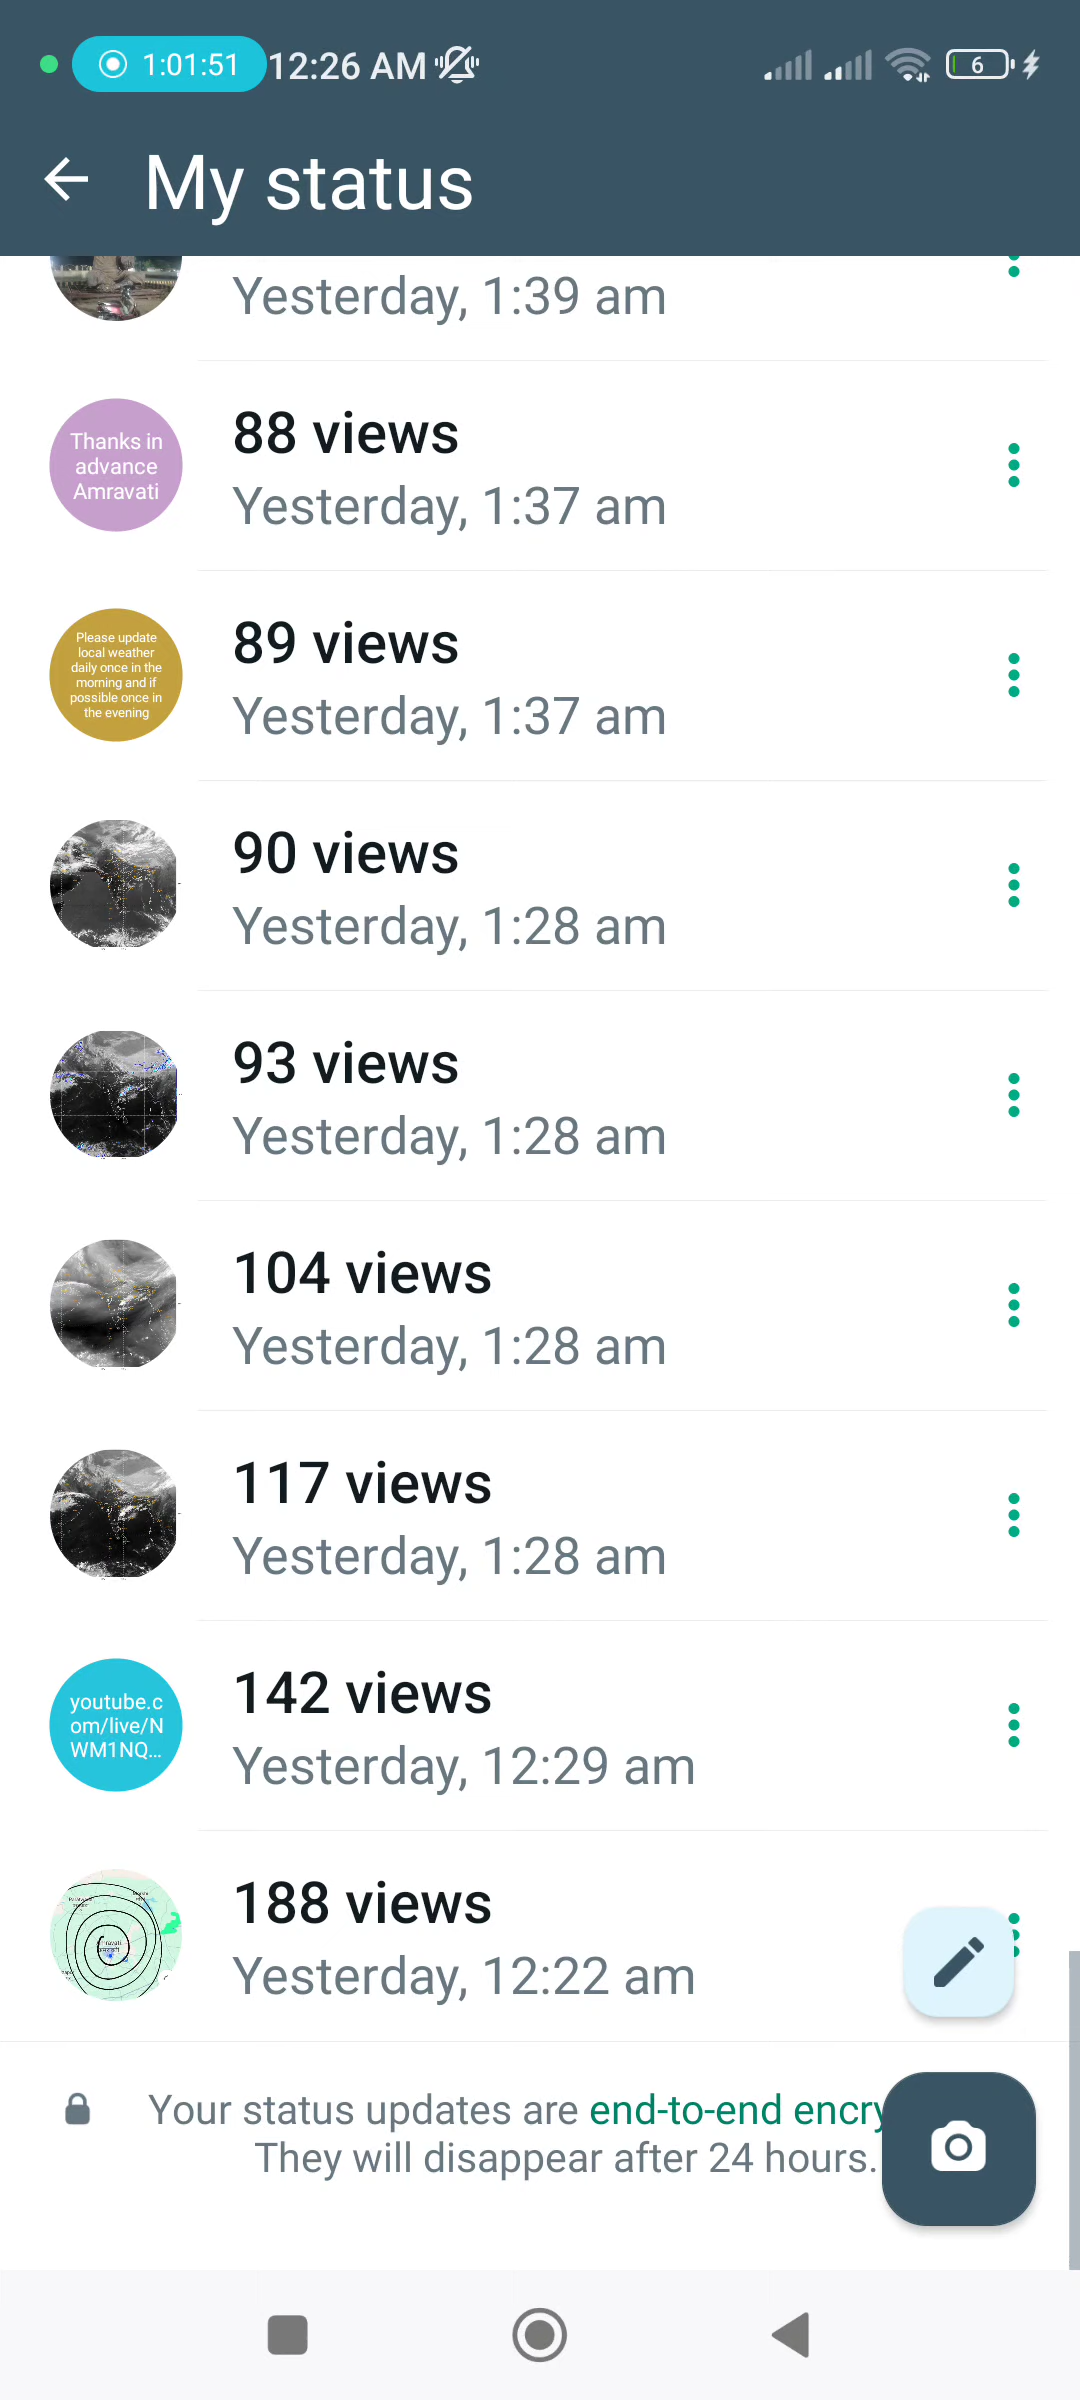 1:01:51 12:26 AM 6
My status
Yesterday, 1:39 am
Thanks in
advance
Amravati
88 views
Yesterday, 1:37 am
Please update
local weather
daily once in the
morning and if
possible once in
the evening
89 views
Yesterday, 1:37 am
90 views
Yesterday, 1:28 am
93 views
Yesterday, 1:28 am
104 views
Yesterday, 1:28 am
117 views
Yesterday, 1:28 am
youtube.c
om/live/N
WM1NQ...
142 views
Yesterday, 12:29 am
188 views
Yesterday, 12:22 am
Your status updates are end-to-end encry
They will disappear after 24 hours.